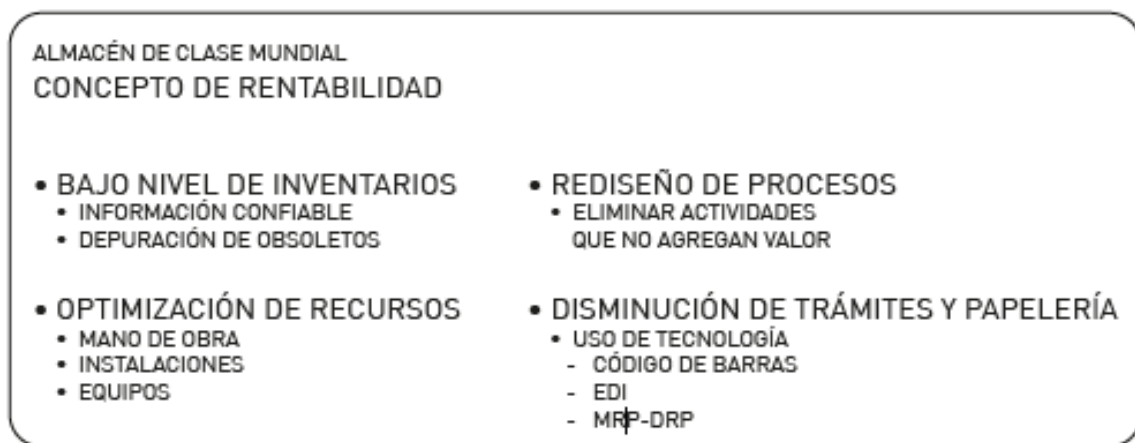 ALMACÉN DE CLASE MUNDIAL
CONCEPTO DE RENTABILIDAD
• BAJO NIVEL DE INVENTARIOS
• INFORMACIÓN CONFIABLE
• DEPURACIÓN DE OBSOLETOS
• OPTIMIZACIÓN DE RECURSOS
• MANO DE OBRA
• INSTALACIONES
• EQUIPOS
• REDISEÑO DE PROCESOS
• ELIMINAR ACTIVIDADES
QUE NO AGREGAN VALOR
• DISMINUCIÓN DE TRÁMITES Y PAPELERÍA
• USO DE TECNOLOGÍA
- CÓDIGO DE BARRAS
- EDI
- MRP-DRP